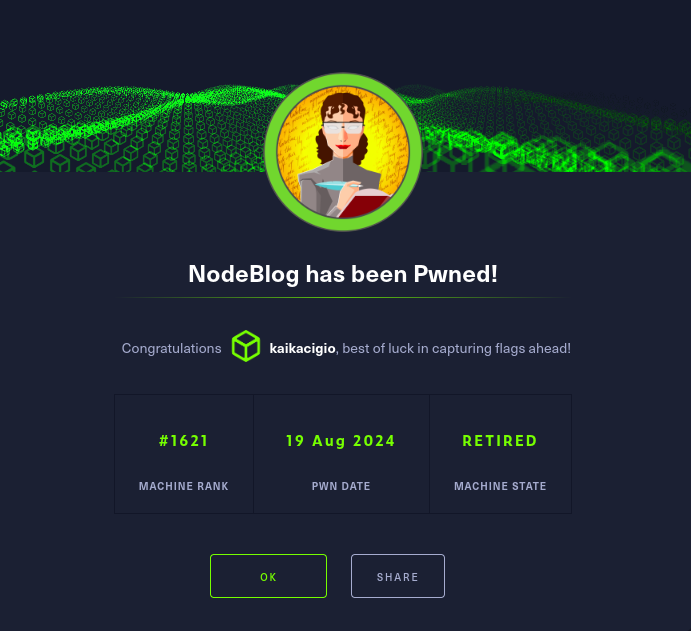 NodeBlog has been Pwned!
Congratulations kaikacigio, best of luck in capturing flags ahead!
#1621 19 Aug 2024 RETIRED
MACHINE RANK PWN DATE MACHINE STATE
OK SHARE